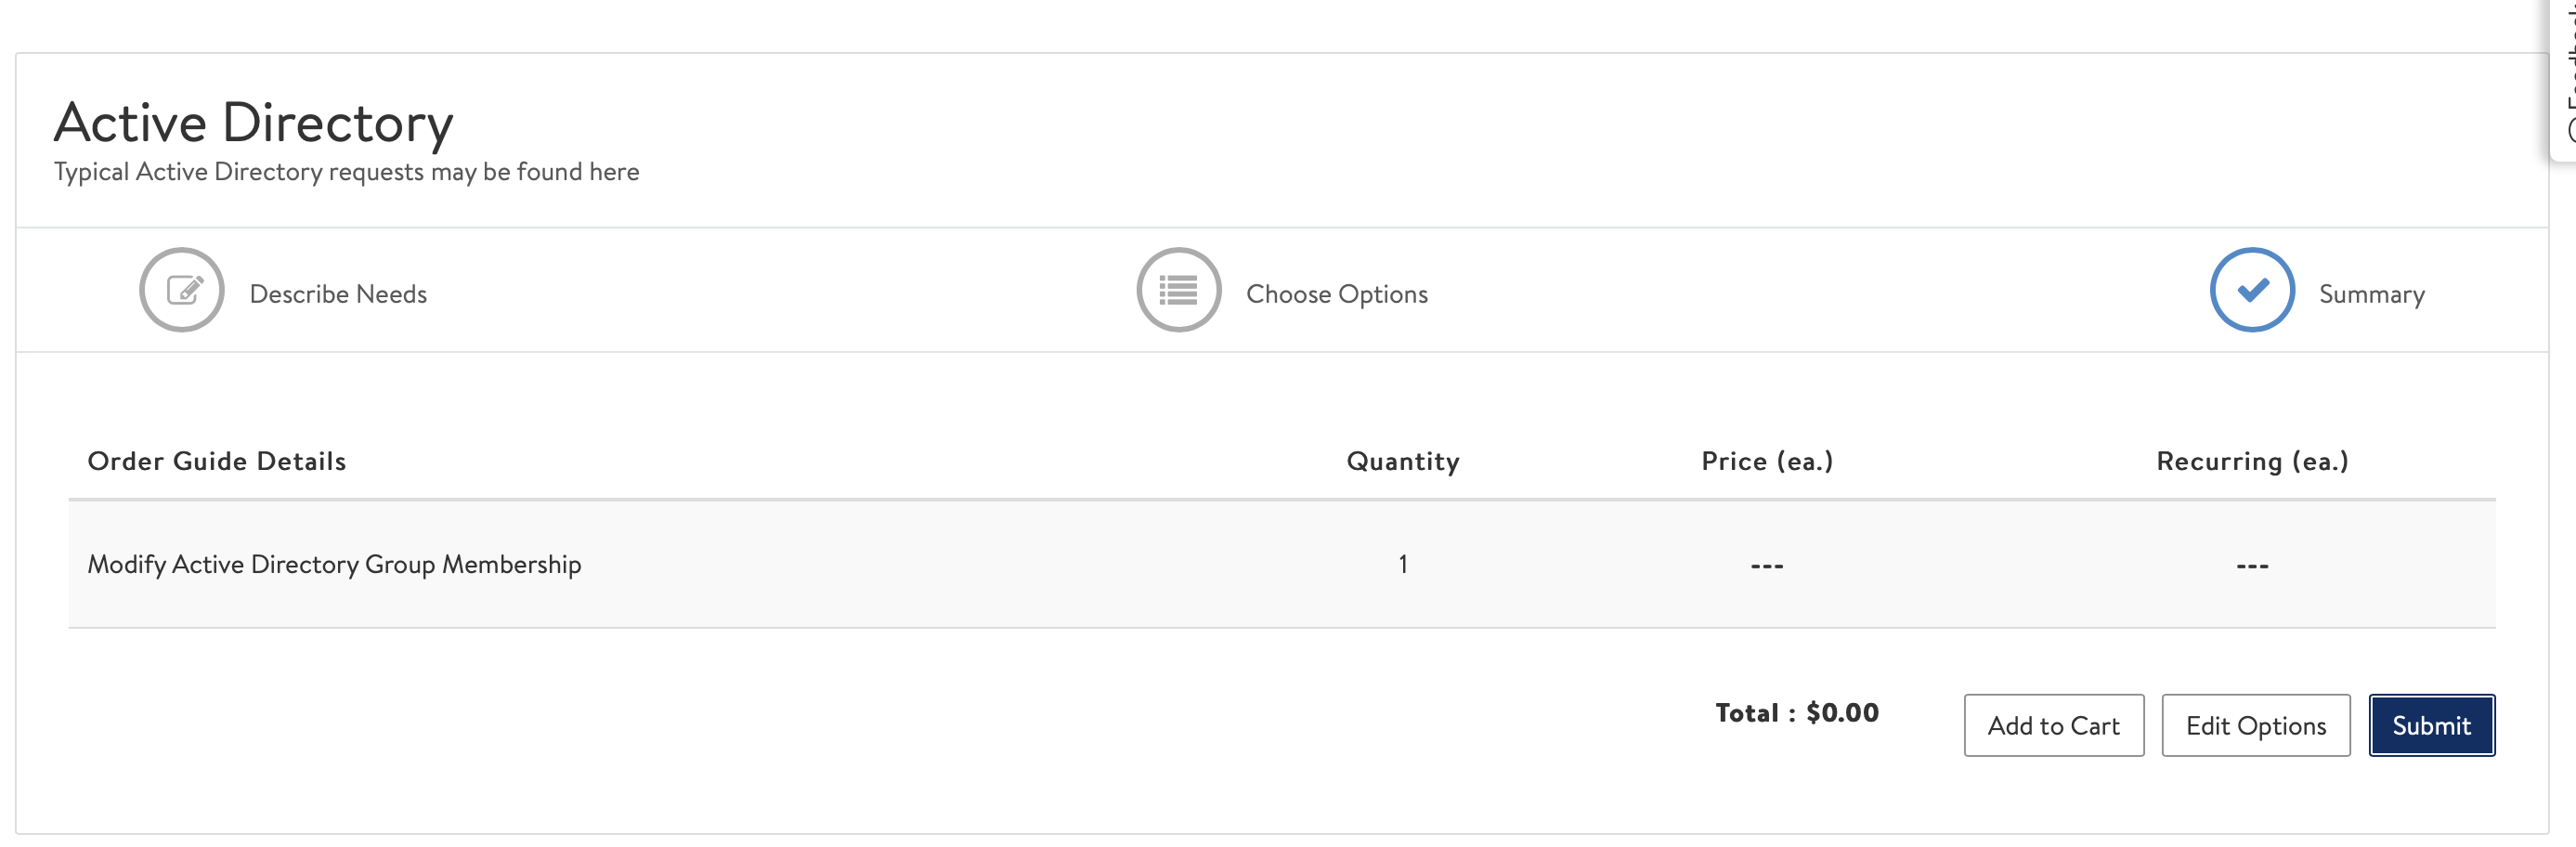 Active Directory
Typical Active Directory requests may be found here
Describe Needs
Choose Options
Summary
Order Guide Details Quantity Price (ea.) Recurring (ea.)
Modify Active Directory Group Membership 1 --- ---
Total : $0.00
Add to Cart
Edit Options
Submit